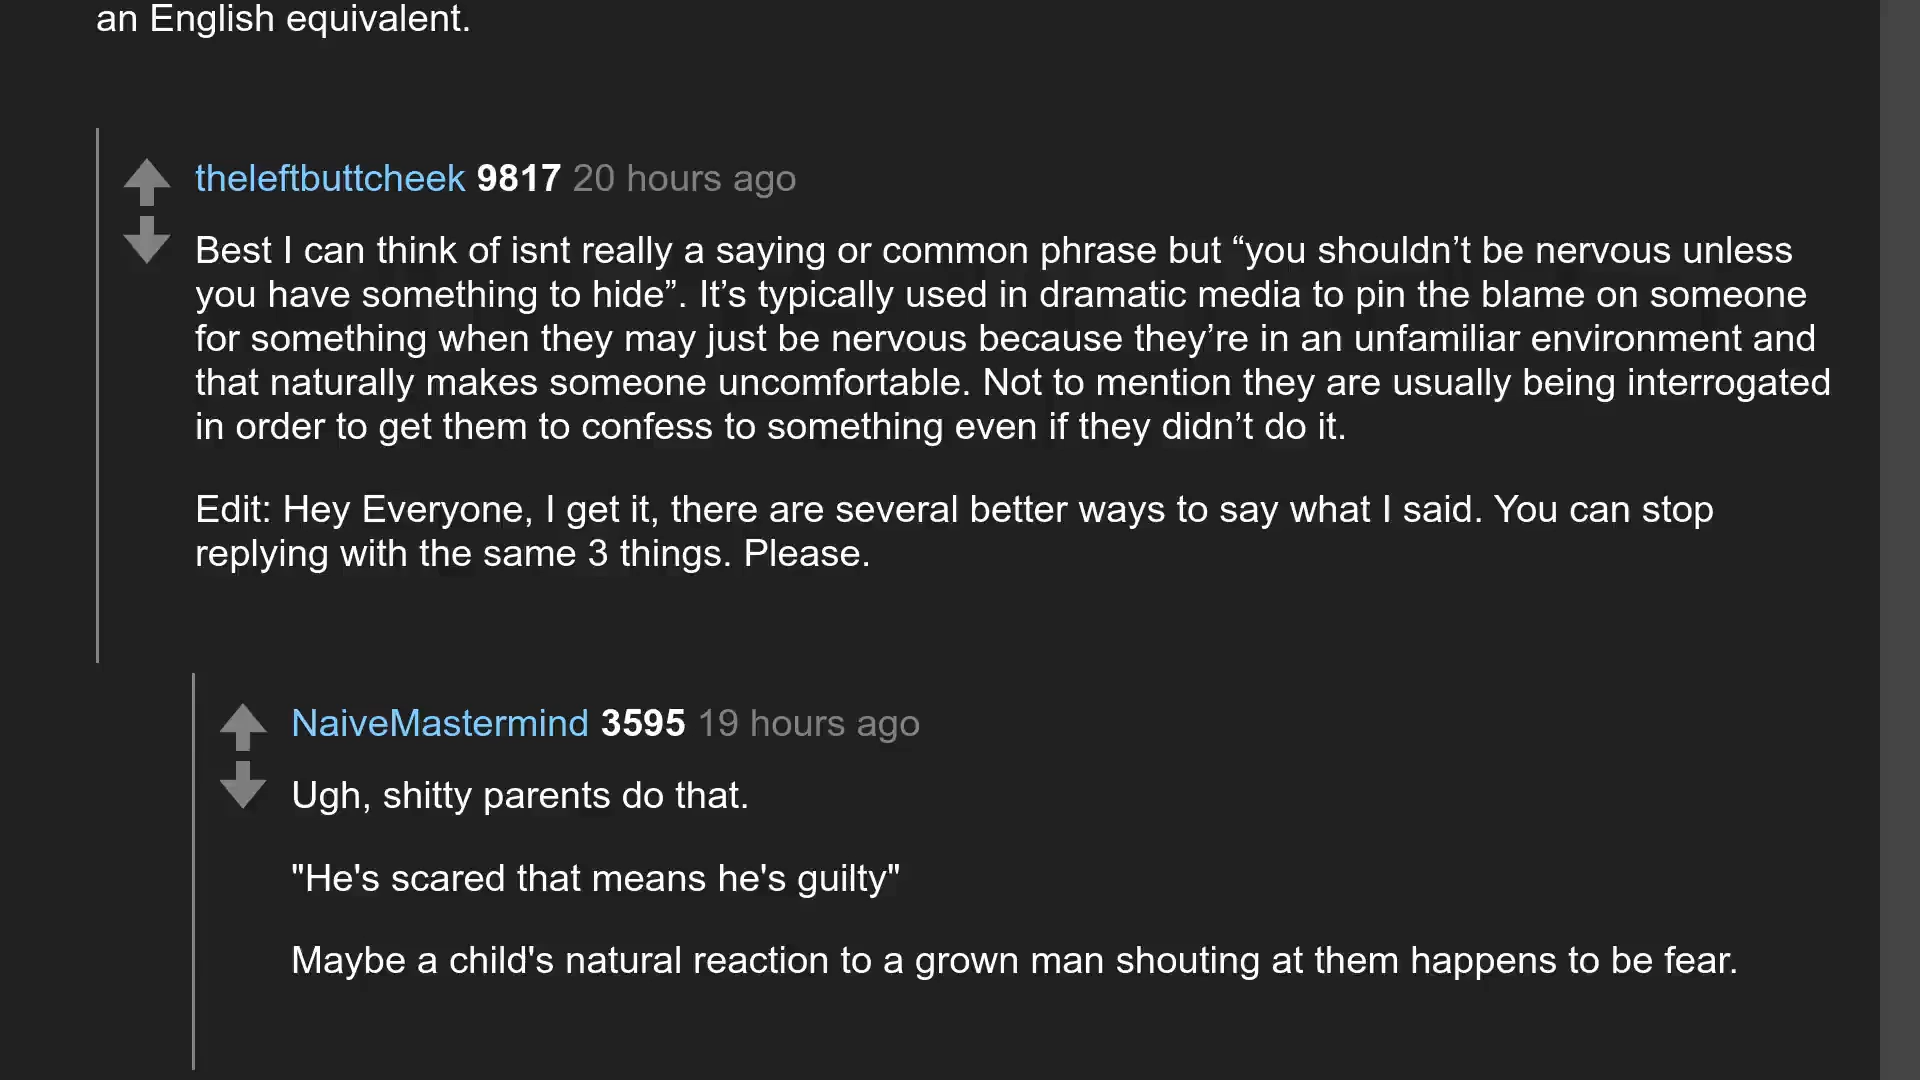 an English equivalent.
theleftbuttcheek 9817 20 hours ago
Best I can think of isnt really a saying or common phrase but “you shouldn’t be nervous unless
you have something to hide”. It’s typically used in dramatic media to pin the blame on someone
for something when they may just be nervous because they’re in an unfamiliar environment and
that naturally makes someone uncomfortable. Not to mention they are usually being interrogated
in order to get them to confess to something even if they didn’t do it.
Edit: Hey Everyone, I get it, there are several better ways to say what I said. You can stop
replying with the same 3 things. Please.
NaiveMastermind 3595 19 hours ago
Ugh, shitty parents do that.
"He's scared that means he's guilty"
Maybe a child's natural reaction to a grown man shouting at them happens to be fear.